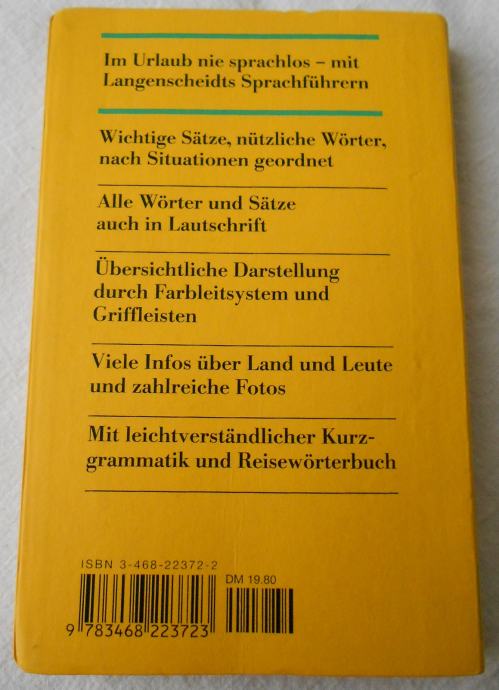 Im Urlaub nie sprachlos – mit
Langenscheidts Sprachführern
Wichtige Sätze, nützliche Wörter,
nach Situationen geordnet
Alle Wörter und Sätze
auch in Lautschrift
Übersichtliche Darstellung
durch Farbleitsystem und
Griffleisten
Viele Infos über Land und Leute
und zahlreiche Fotos
Mit leichtverständlicher Kurz-
grammatik und Reisewörterbuch
ISBN 3-468-22372-2
DM 19.80
9 783468 223723